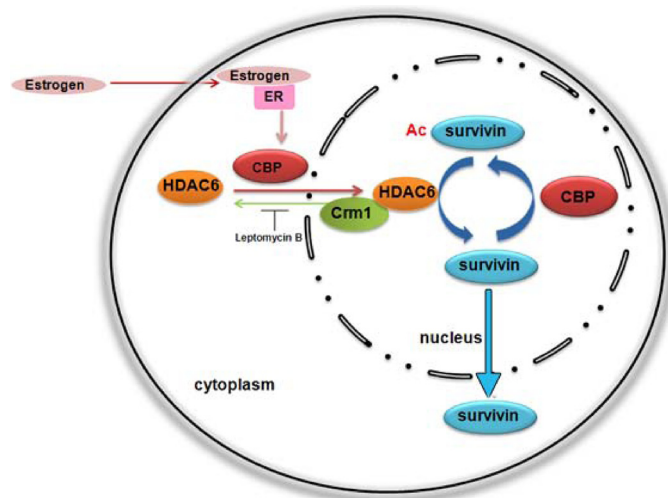 Estrogen
Estrogen
ER
Ac
survivin
CBP
HDAC6
HDAC6
CBP
Crm1
Leptomycin B
survivin
nucleus
cytoplasm
survivin